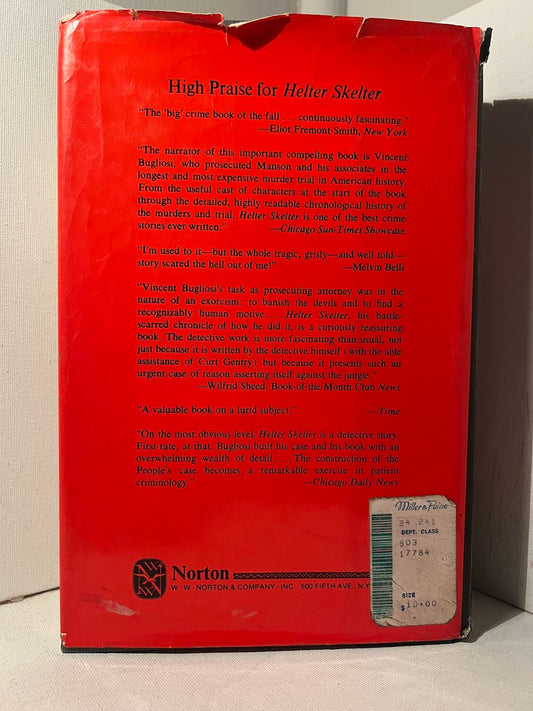 High Praise for Helter Skelter
"The 'big' crime book of the fall . . . continuously fascinating."
—Eliot Fremont-Smith, New York
"The narrator of this important compelling book is Vincent
Bugliosi, who prosecuted Manson and his associates in the
longest and most expensive murder trial in American history.
From the useful cast of characters at the start of the book
through the detailed, highly readable chronological history of
the murders and trial, Helter Skelter is one of the best crime
stories ever written." —Chicago Sun-Times Showcase
"I'm used to it—but the whole tragic, grisly—and well told—
story scared the hell out of me!" —Melvin Belli
"Vincent Bugliosi's task as prosecuting attorney was in the
nature of an exorcism: to banish the devils and to find a
recognizably human motive . . . Helter Skelter, his battle-
scarred chronicle of how he did it, is a curiously reassuring
book. The detective work is more fascinating than usual, not
just because it is written by the detective himself (with the able
assistance of Curt Gentry) but because it presents such an
urgent case of reason asserting itself against the jungle."
—Wilfrid Sheed, Book-of-the-Month Club News
"A valuable book on a lurid subject." —Time
"On the most obvious level, Helter Skelter is a detective story.
First-rate, at that. Bugliosi built his case and his book with an
overwhelming wealth of detail. . . . The construction of the
People's case becomes a remarkable exercise in patient
criminology." —Chicago Daily News
Miller & Paine
24 241
DEPT. CLASS
503
17784
SIZE
$10.00
Norton
W · W · NORTON & COMPANY · INC · 500 FIFTH AVE., N.Y.